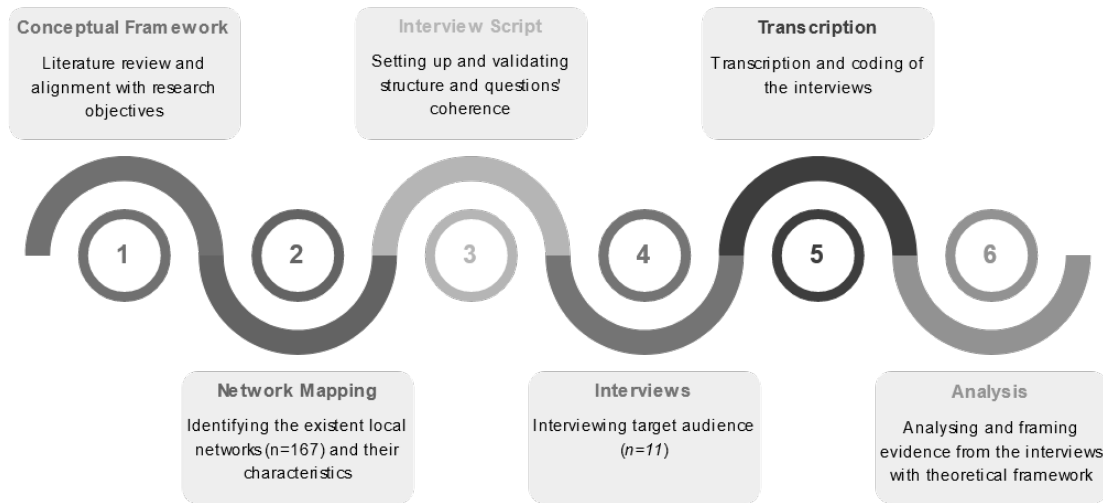 Conceptual Framework
Literature review and
alignment with research
objectives
Interview Script
Setting up and validating
structure and questions'
coherence
Transcription
Transcription and coding of
the interviews
1
2
3
4
5
6
Network Mapping
Identifying the existent local
networks (n=167) and their
characteristics
Interviews
Interviewing target audience
(n=11)
Analysis
Analysing and framing
evidence from the interviews
with theoretical framework